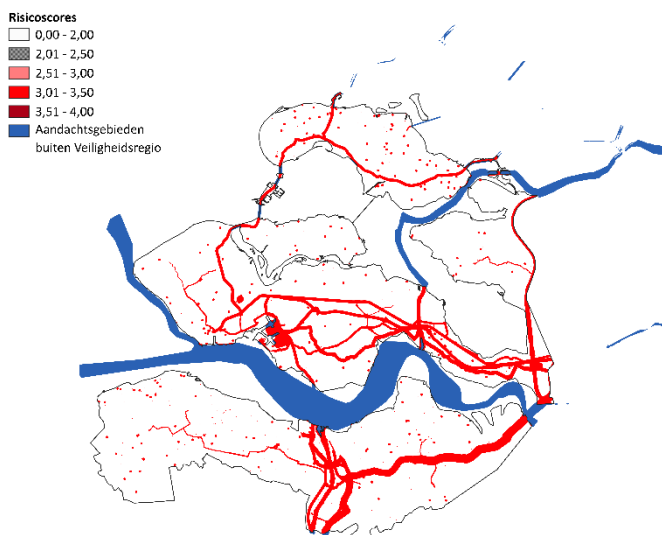 Risicoscores
0,00 - 2,00
2,01 - 2,50
2,51 - 3,00
3,01 - 3,50
3,51 - 4,00
Aandachtsgebieden
buiten Veiligheidsregio